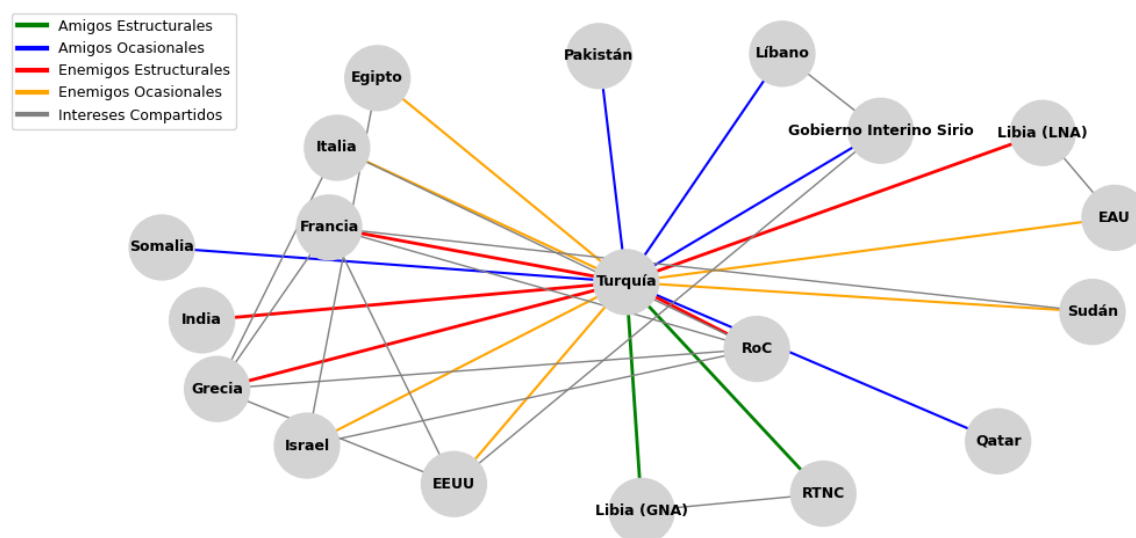 Amigos Estructurales
Amigos Ocasionales
Enemigos Estructurales
Enemigos Ocasionales
Intereses Compartidos
Pakistán
Líbano
Egipto
Gobierno Interino Sirio
Libia (LNA)
Italia
EAU
Francia
Somalia
Turquía
Sudán
India
RoC
Grecia
Israel
Qatar
EEUU
RTNC
Libia (GNA)